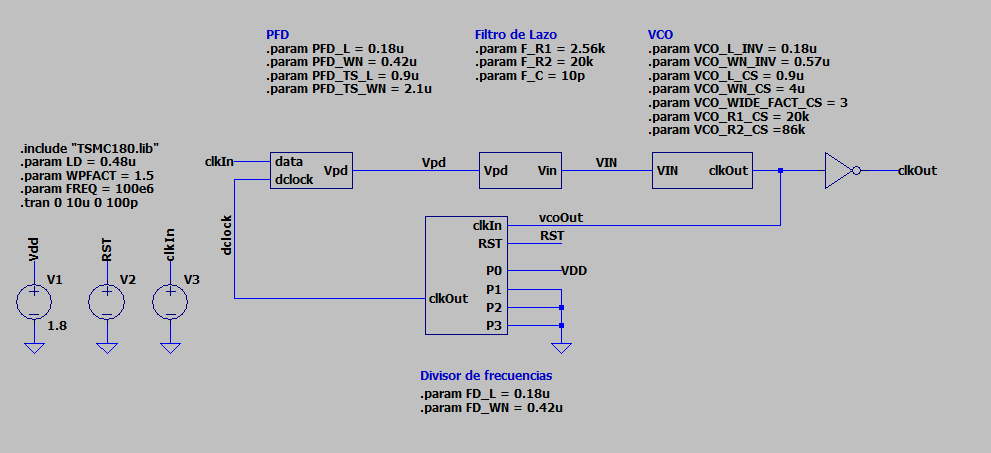 PFD
.param PFD_L = 0.18u
.param PFD_WN = 0.42u
.param PFD_TS_L = 0.9u
.param PFD_TS_WN = 2.1u
Filtro de Lazo
.param F_R1 = 2.56k
.param F_R2 = 20k
.param F_C = 10p
VCO
.param VCO_L_INV = 0.18u
.param VCO_WN_INV = 0.57u
.param VCO_L_CS = 0.9u
.param VCO_WN_CS = 4u
.param VCO_WIDE_FACT_CS = 3
.param VCO_R1_CS = 20k
.param VCO_R2_CS =86k
.include "TSMC180.lib"
.param LD = 0.48u
.param WPFACT = 1.5
.param FREQ = 100e6
.tran 0 10u 0 100p
clkIn
data
dclock
Vpd
Vpd
Vpd
Vin
VIN
VIN
clkOut
clkOut
dclock
clkIn
RST
P0
P1
P2
P3
clkOut
vcoOut
RST
VDD
Vdd
V1
1.8
RST
V2
clkIn
V3
Divisor de frecuencias
.param FD_L = 0.18u
.param FD_WN = 0.42u